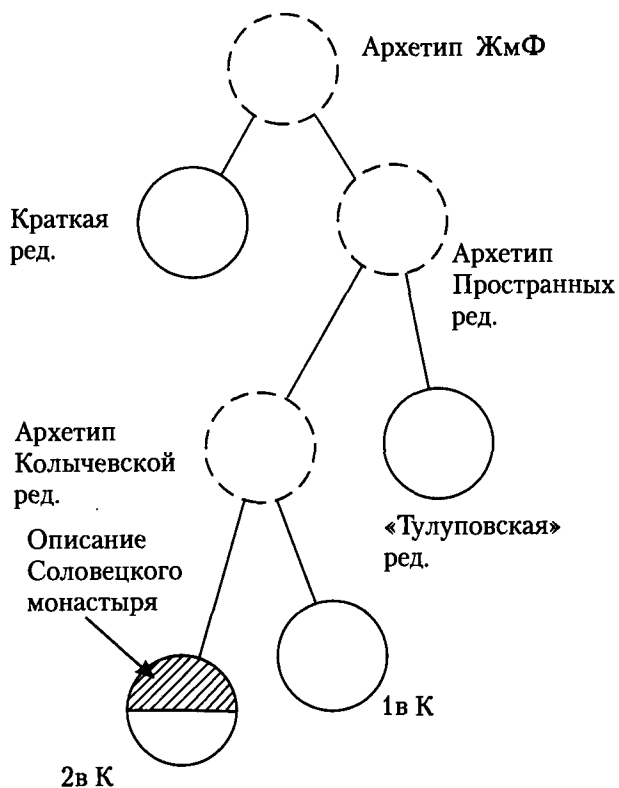 Архетип ЖмФ
Краткая
ред.
Архетип
Пространных
ред.
Архетип
Колычевской
ред.
«Тулуповская»
ред.
Описание
Соловецкого
монастыря
1в К
2в К